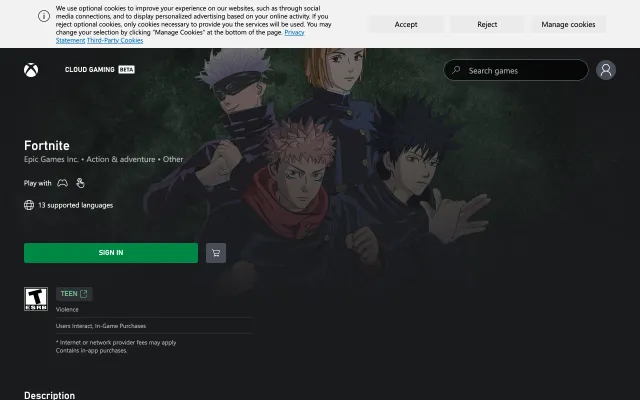 We use optional cookies to improve your experience on our websites, such as through social
media connections, and to display personalized advertising based on your online activity. If you
reject optional cookies, only cookies necessary to provide you the services will be used. You may
change your selection by clicking "Manage Cookies" at the bottom of the page. Privacy
Statement Third-Party Cookies
Accept
Reject
Manage cookies
CLOUD GAMING BETA
Search games
Fortnite
Epic Games Inc. • Action & adventure • Other
Play with
13 supported languages
SIGN IN
T
ESRB
TEEN
Violence
Users Interact, In-Game Purchases
* Internet or network provider fees may apply
Contains in-app purchases.
Description